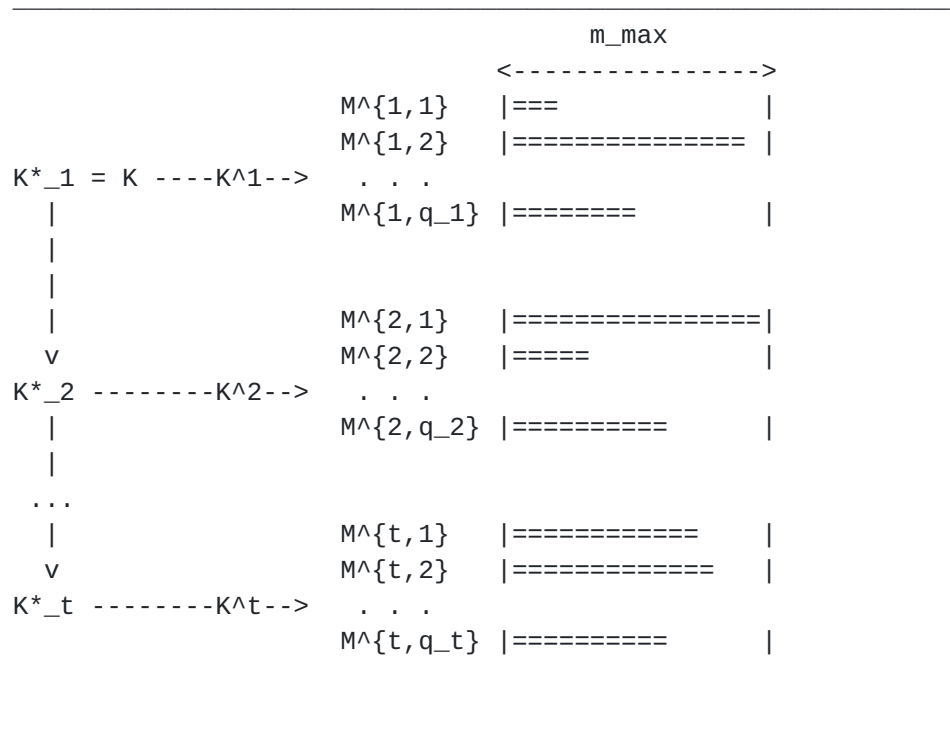 m_max
<---------------->
M^{1,1} |===              |
M^{1,2} |=============== |
K*_1 = K ----K^1--> . . .
| M^{1,q_1} |========         |
|
|
| M^{2,1} |================|
v M^{2,2} |=====            |
K*_2 --------K^2--> . . .
| M^{2,q_2} |==========       |
|
...
| M^{t,1} |============     |
v M^{t,2} |=============    |
K*_t --------K^t--> . . .
M^{t,q_t} |==========       |